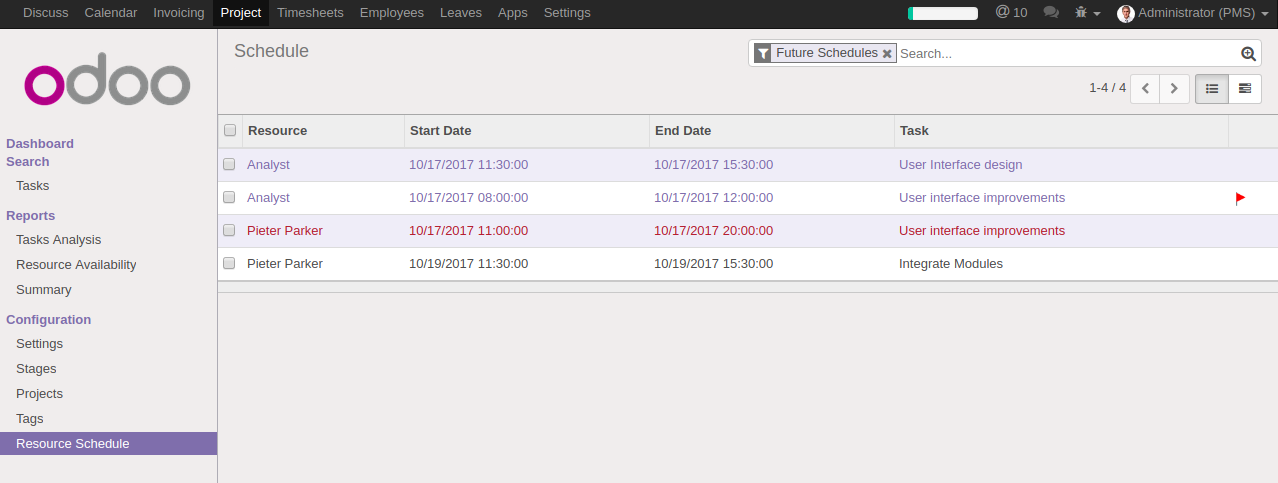 Discuss Calendar Invoicing Project Timesheets Employees Leaves Apps Settings @ 10 Administrator (PMS)
odoo
Schedule
Future Schedules Search...
1-4 / 4
Dashboard
Search
Tasks
Reports
Tasks Analysis
Resource Availability
Summary
Configuration
Settings
Stages
Projects
Tags
Resource Schedule
Resource Start Date End Date Task
Analyst 10/17/2017 11:30:00 10/17/2017 15:30:00 User Interface design
Analyst 10/17/2017 08:00:00 10/17/2017 12:00:00 User interface improvements
Pieter Parker 10/17/2017 11:00:00 10/17/2017 20:00:00 User interface improvements
Pieter Parker 10/19/2017 11:30:00 10/19/2017 15:30:00 Integrate Modules